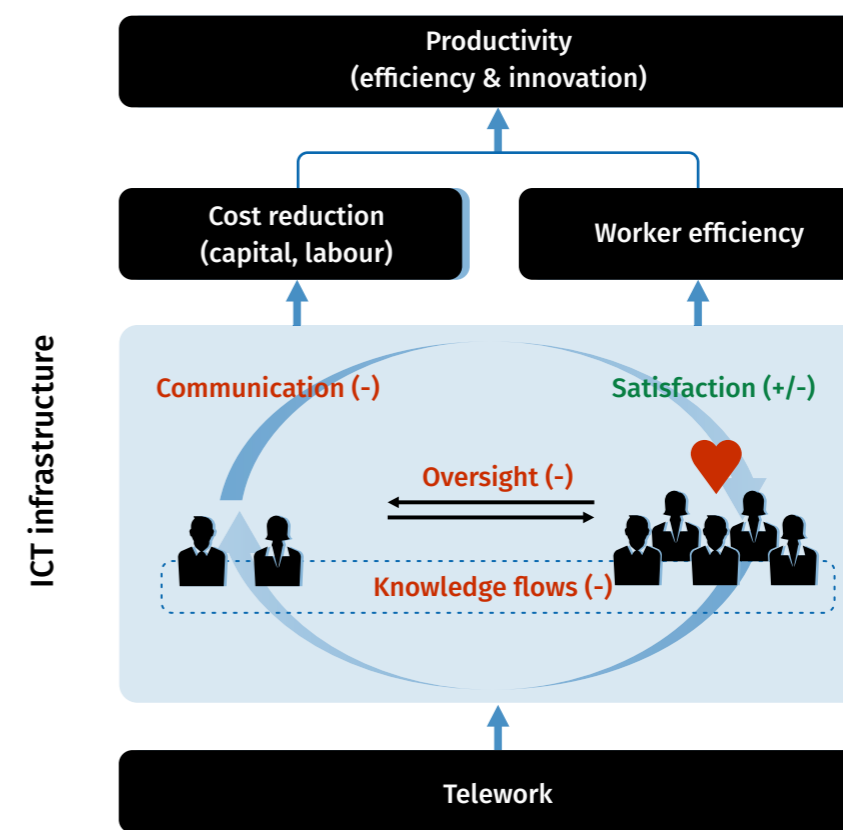 Productivity
(efficiency & innovation)
Cost reduction
(capital, labour)
Worker efficiency
ICT infrastructure
Communication (-)
Satisfaction (+/-)
Oversight (-)
Knowledge flows (-)
Telework